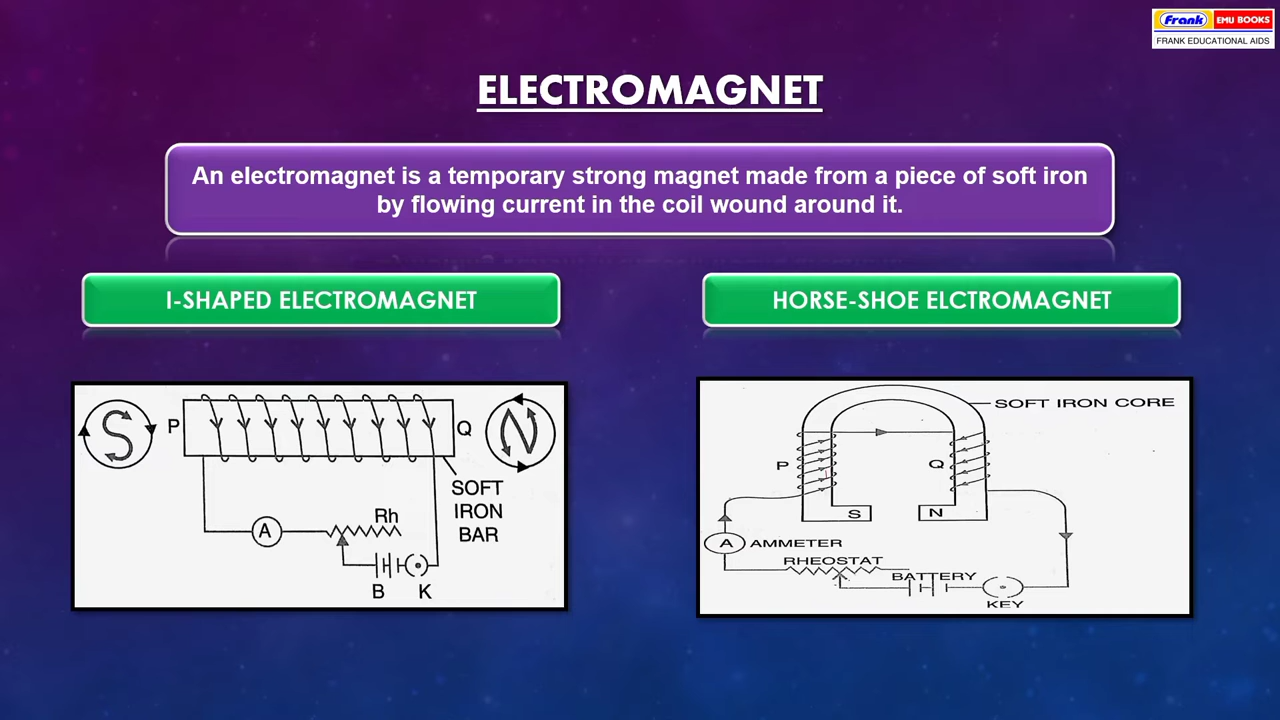 Frank EMU BOOKS
FRANK EDUCATIONAL AIDS
ELECTROMAGNET
An electromagnet is a temporary strong magnet made from a piece of soft iron
by flowing current in the coil wound around it.
I-SHAPED ELECTROMAGNET
HORSE-SHOE ELCTROMAGNET
S
P
Q
N
SOFT
IRON
BAR
Rh
A
B
K
SOFT IRON CORE
P
Q
S
N
A
AMMETER
RHEOSTAT
BATTERY
KEY